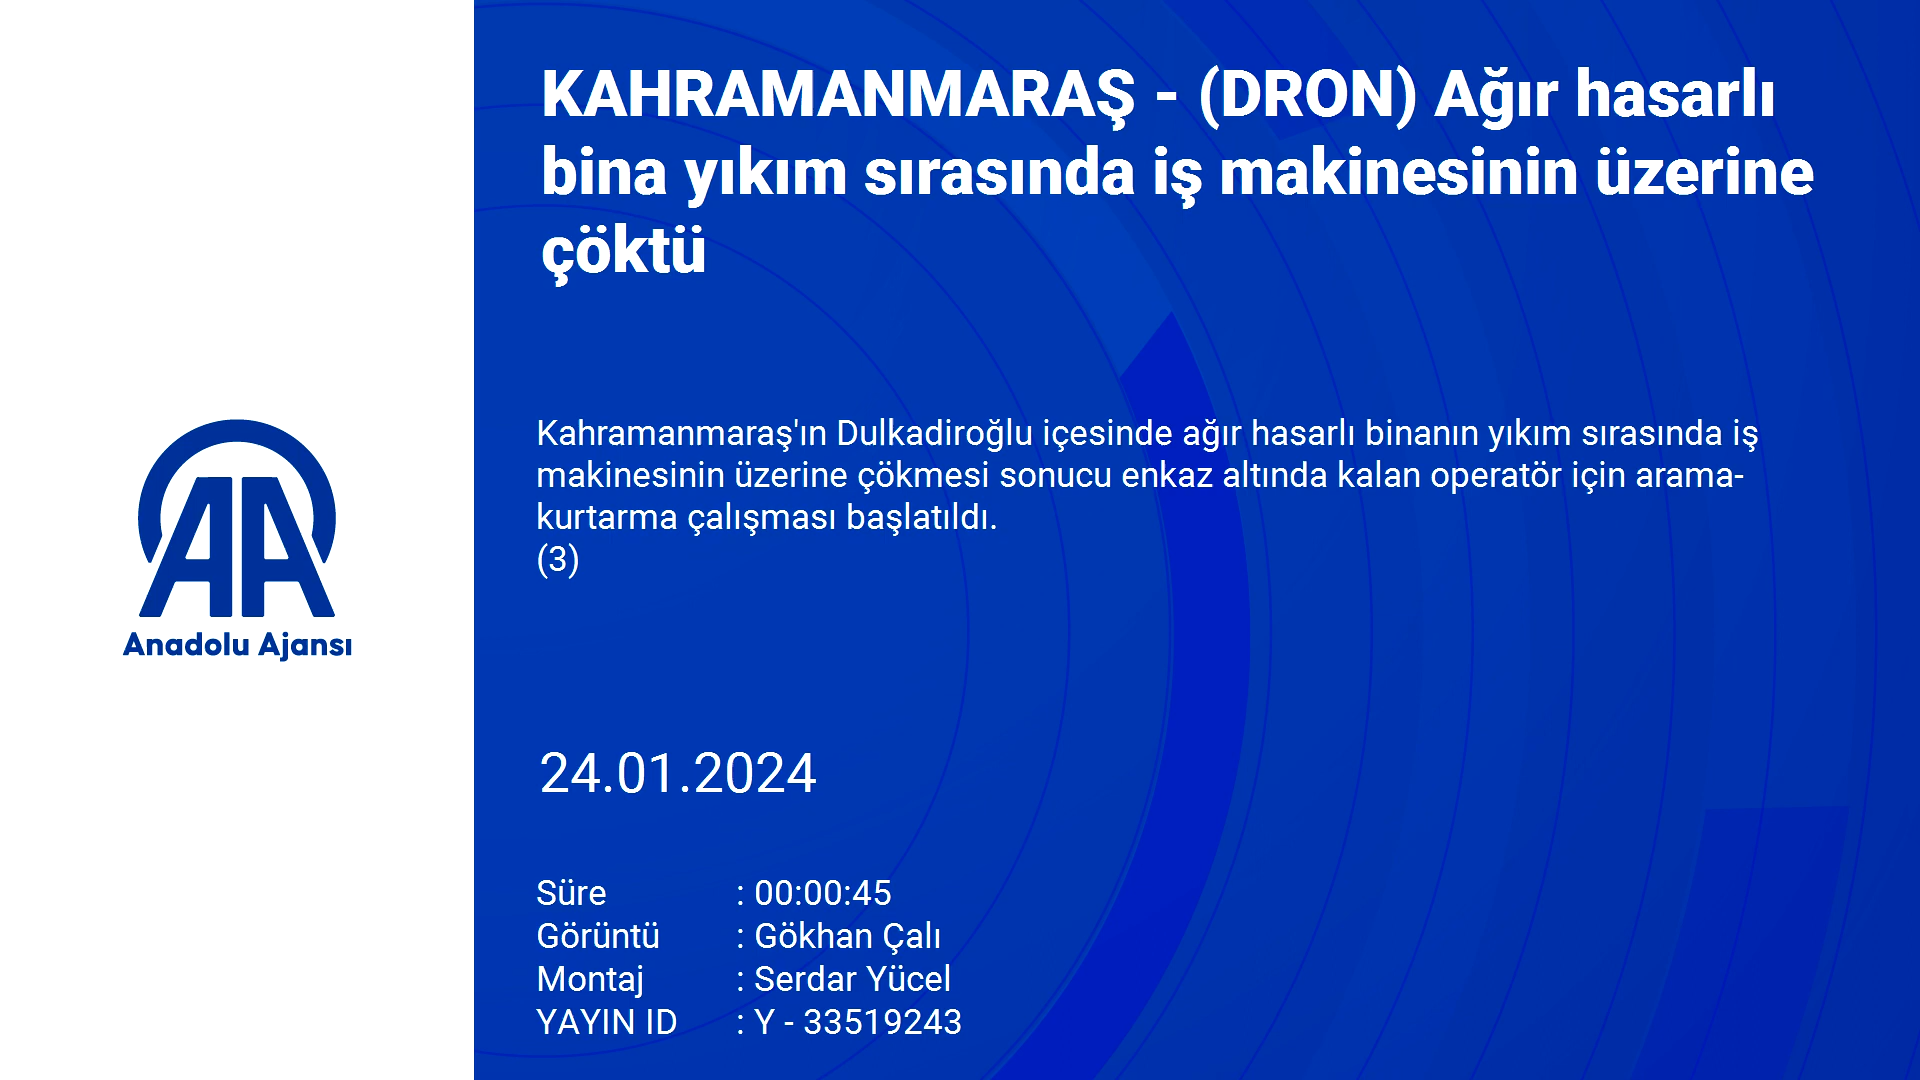 KAHRAMANMARAŞ - (DRON) Ağır hasarlı
bina yıkım sırasında iş makinesinin üzerine
çöktü
Kahramanmaraş'ın Dulkadiroğlu içesinde ağır hasarlı binanın yıkım sırasında iş
makinesinin üzerine çökmesi sonucu enkaz altında kalan operatör için arama-
kurtarma çalışması başlatıldı.
(3)
AA
Anadolu Ajansı
24.01.2024
Süre : 00:00:45
Görüntü : Gökhan Çalı
Montaj : Serdar Yücel
YAYIN ID : Y - 33519243